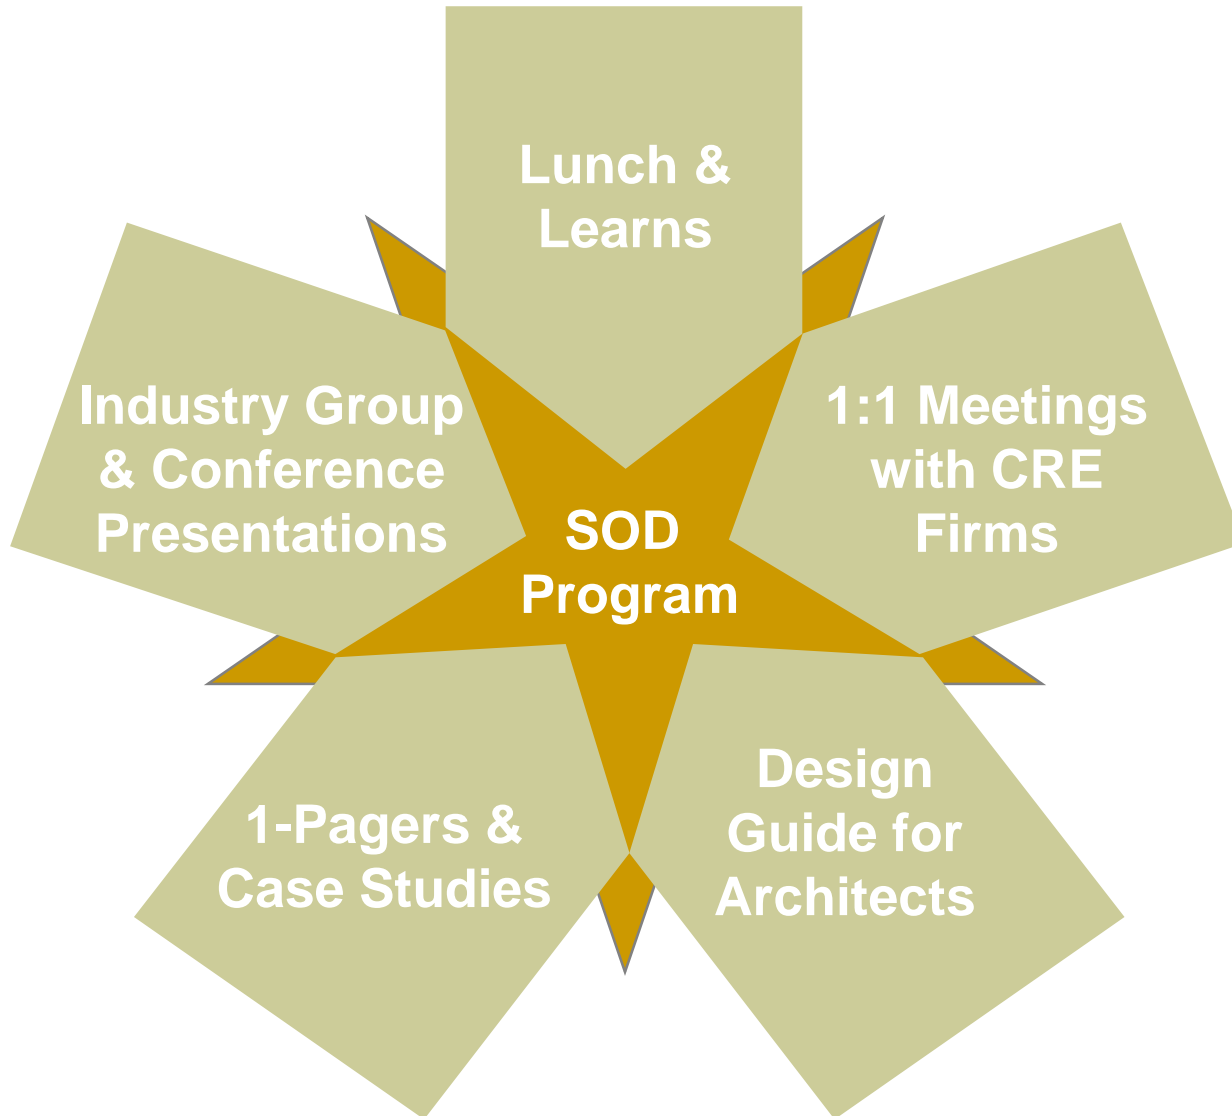 Lunch &
Learns
Industry Group
& Conference
Presentations
1:1 Meetings
with CRE
Firms
SOD
Program
1-Pagers &
Case Studies
Design
Guide for
Architects